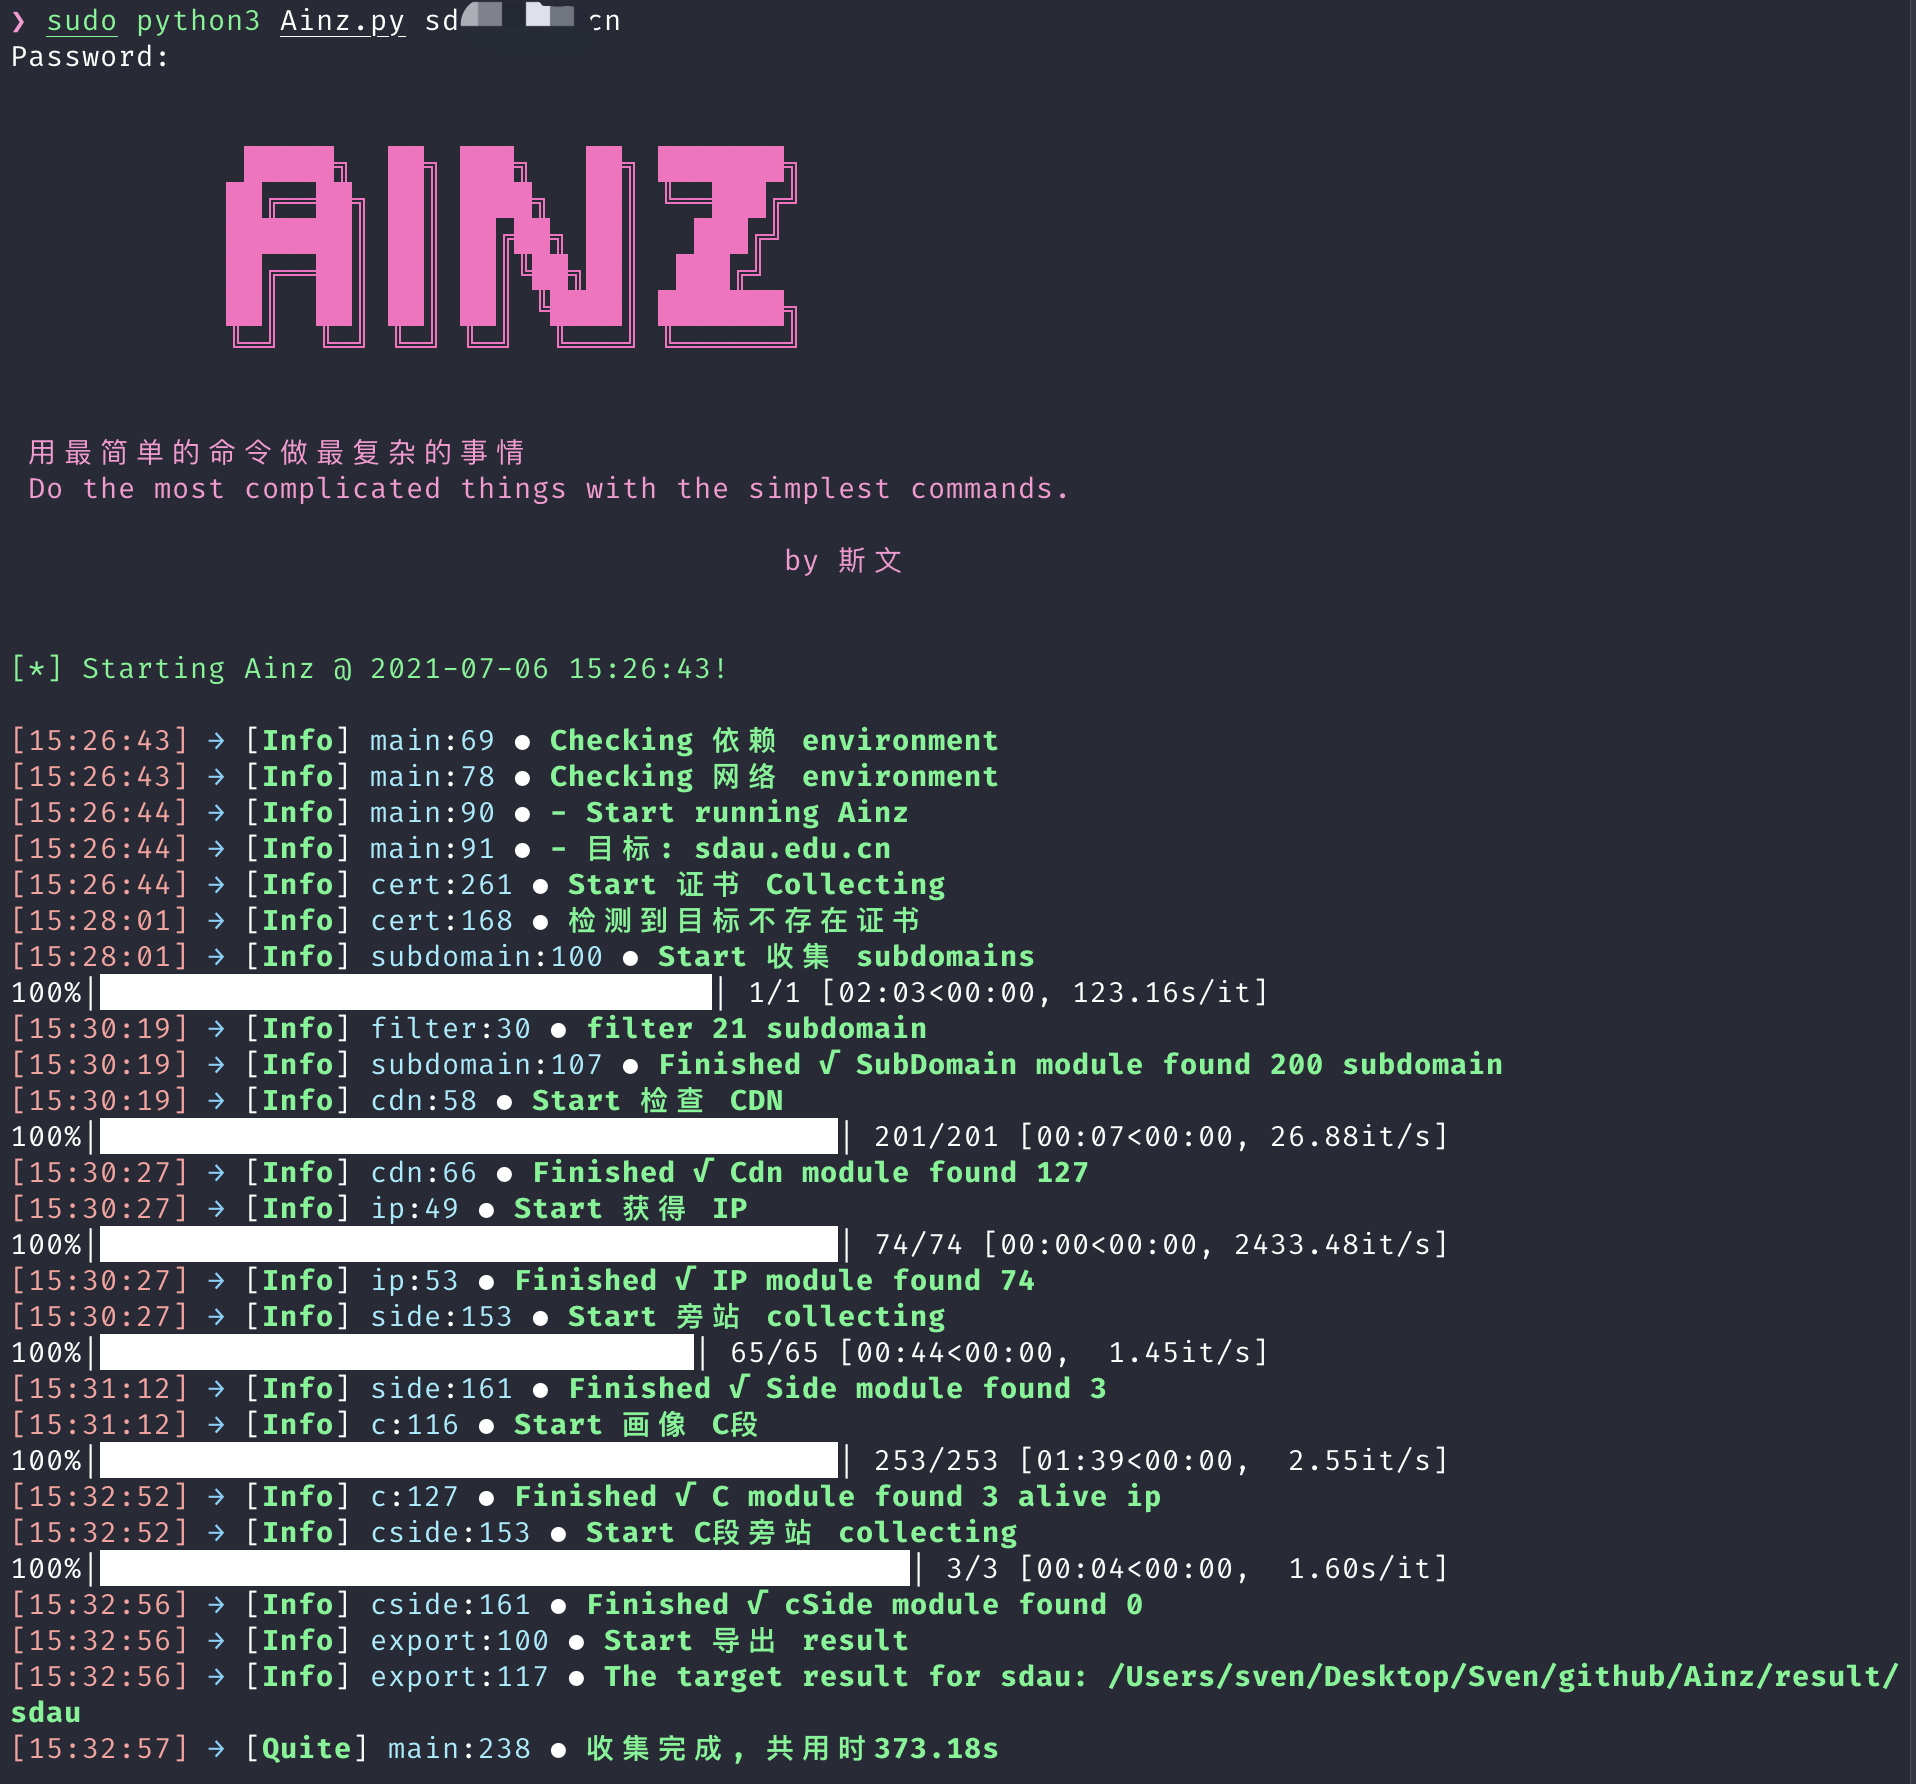 ❯ sudo python3 Ainz.py sd cn
Password:
AINZ
用最简单的命令做最复杂的事情
Do the most complicated things with the simplest commands.
by 斯文
[*] Starting Ainz @ 2021-07-06 15:26:43!
[15:26:43] → [Info] main:69 ● Checking 依赖 environment
[15:26:43] → [Info] main:78 ● Checking 网络 environment
[15:26:44] → [Info] main:90 ● - Start running Ainz
[15:26:44] → [Info] main:91 ● - 目标: sdau.edu.cn
[15:26:44] → [Info] cert:261 ● Start 证书 Collecting
[15:28:01] → [Info] cert:168 ● 检测到目标不存在证书
[15:28:01] → [Info] subdomain:100 ● Start 收集 subdomains
100%| | 1/1 [02:03<00:00, 123.16s/it]
[15:30:19] → [Info] filter:30 ● filter 21 subdomain
[15:30:19] → [Info] subdomain:107 ● Finished √ SubDomain module found 200 subdomain
[15:30:19] → [Info] cdn:58 ● Start 检查 CDN
100%| | 201/201 [00:07<00:00, 26.88it/s]
[15:30:27] → [Info] cdn:66 ● Finished √ Cdn module found 127
[15:30:27] → [Info] ip:49 ● Start 获得 IP
100%| | 74/74 [00:00<00:00, 2433.48it/s]
[15:30:27] → [Info] ip:53 ● Finished √ IP module found 74
[15:30:27] → [Info] side:153 ● Start 旁站 collecting
100%| | 65/65 [00:44<00:00,  1.45it/s]
[15:31:12] → [Info] side:161 ● Finished √ Side module found 3
[15:31:12] → [Info] c:116 ● Start 画像 C段
100%| | 253/253 [01:39<00:00,  2.55it/s]
[15:32:52] → [Info] c:127 ● Finished √ C module found 3 alive ip
[15:32:52] → [Info] cside:153 ● Start C段旁站 collecting
100%| | 3/3 [00:04<00:00,  1.60s/it]
[15:32:56] → [Info] cside:161 ● Finished √ cSide module found 0
[15:32:56] → [Info] export:100 ● Start 导出 result
[15:32:56] → [Info] export:117 ● The target result for sdau: /Users/sven/Desktop/Sven/github/Ainz/result/
sdau
[15:32:57] → [Quite] main:238 ● 收集完成, 共用时373.18s